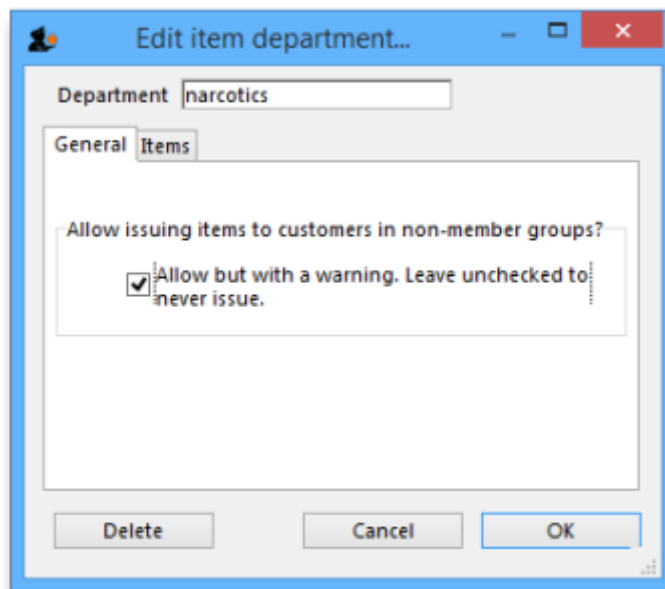 Edit item department...
Department narcotics
General Items
Allow issuing items to customers in non-member groups?
Allow but with a warning. Leave unchecked to
never issue.
Delete Cancel OK